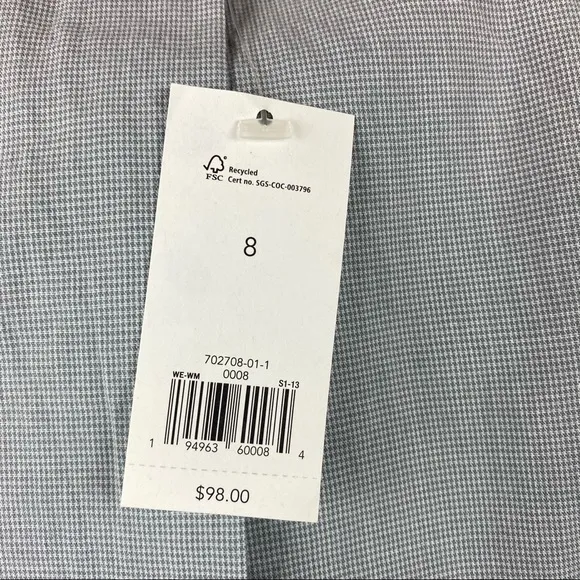 FSC
Recycled
Cert no. SGS-COC-003796
8
702708-01-1
0008
WE-WM
S1-13
1 94963 60008 4
$98.00